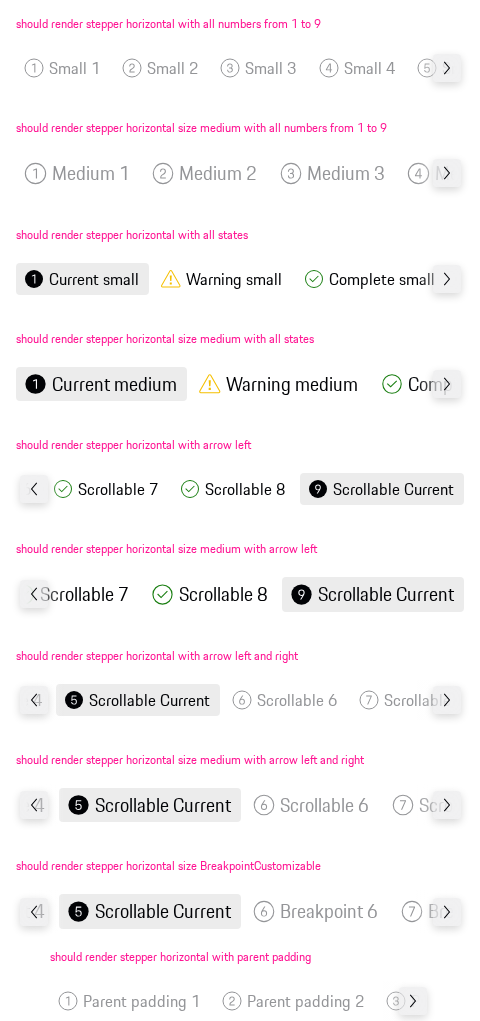 should render stepper horizontal with all numbers from 1 to 9
1 Small 1 2 Small 2 3 Small 3 4 Small 4 5
should render stepper horizontal size medium with all numbers from 1 to 9
1 Medium 1 2 Medium 2 3 Medium 3 4
should render stepper horizontal with all states
1 Current small Warning small Complete small
should render stepper horizontal size medium with all states
1 Current medium Warning medium Comp
should render stepper horizontal with arrow left
Scrollable 7 Scrollable 8 9 Scrollable Current
should render stepper horizontal size medium with arrow left
Scrollable 7 Scrollable 8 9 Scrollable Current
should render stepper horizontal with arrow left and right
4 5 Scrollable Current 6 Scrollable 6 7 Scrollabl
should render stepper horizontal size medium with arrow left and right
4 5 Scrollable Current 6 Scrollable 6 7 Sc
should render stepper horizontal size BreakpointCustomizable
4 5 Scrollable Current 6 Breakpoint 6 7 B
should render stepper horizontal with parent padding
1 Parent padding 1 2 Parent padding 2 3